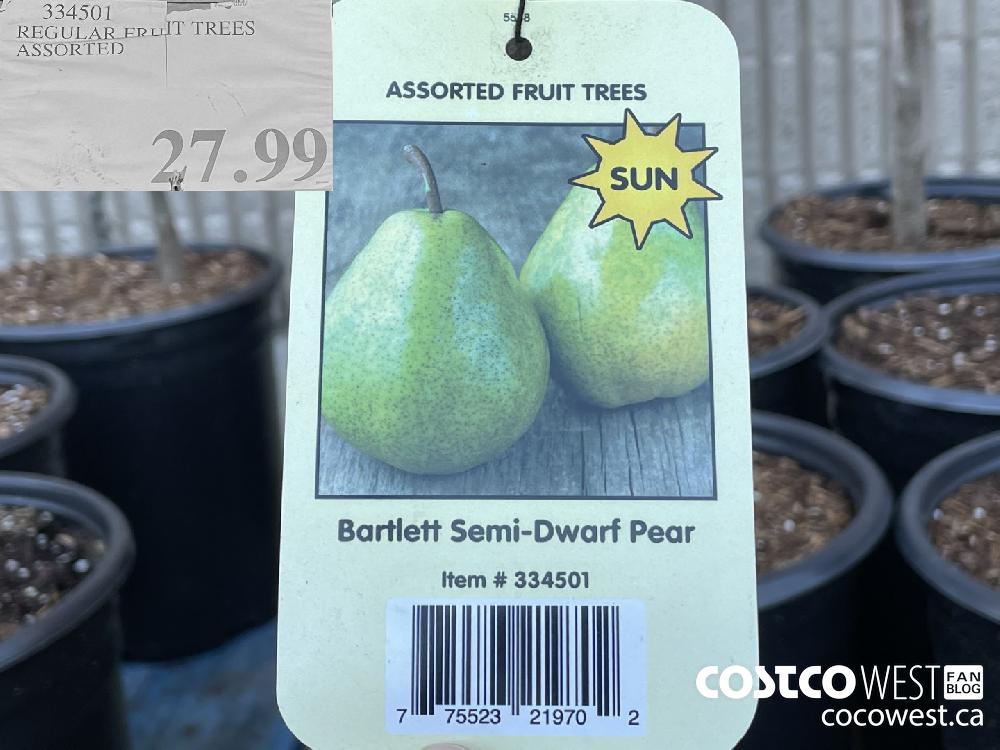 334501
REGULAR FRUIT TREES
ASSORTED
27.99
ASSORTED FRUIT TREES
SUN
Bartlett Semi-Dwarf Pear
Item # 334501
7 75523 21970 2
COSTCO WEST FAN BLOG
cocowest.ca